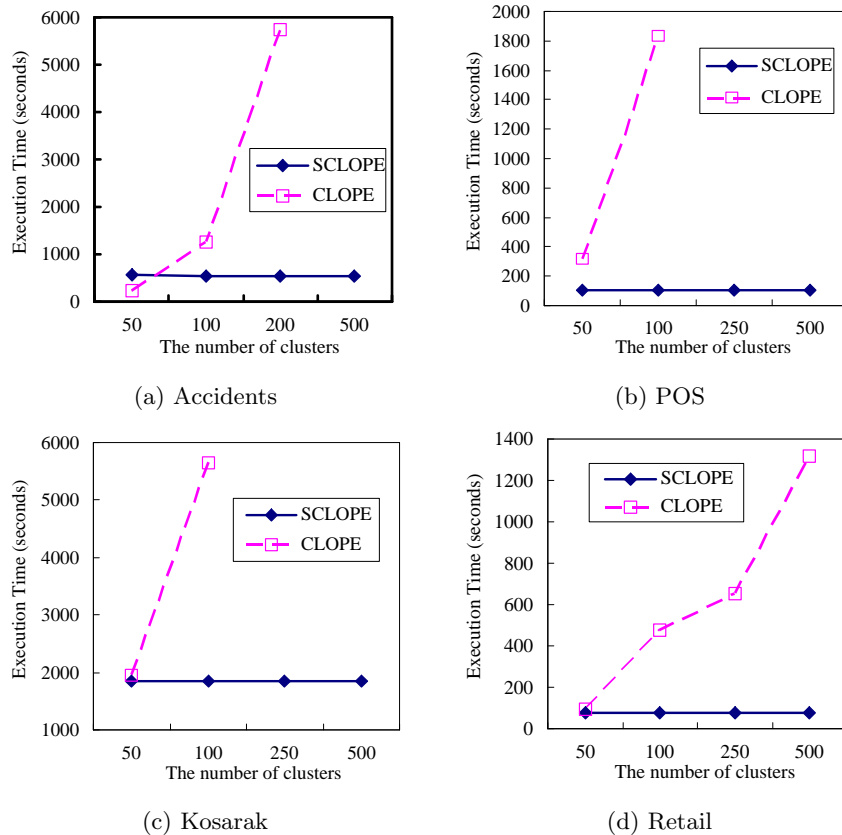 6000
5000
4000
3000
2000
1000
0
Execution Time (seconds)
SCLOPE
CLOPE
50 100 200 500
The number of clusters
(a) Accidents
2000
1800
1600
1400
1200
1000
800
600
400
200
0
Execution Time (seconds)
SCLOPE
CLOPE
50 100 250 500
The number of clusters
(b) POS
6000
5000
4000
3000
2000
1000
Execution Time (seconds)
SCLOPE
CLOPE
50 100 250 500
The number of clusters
(c) Kosarak
1400
1200
1000
800
600
400
200
0
Execution Time (seconds)
SCLOPE
CLOPE
50 100 250 500
The number of clusters
(d) Retail